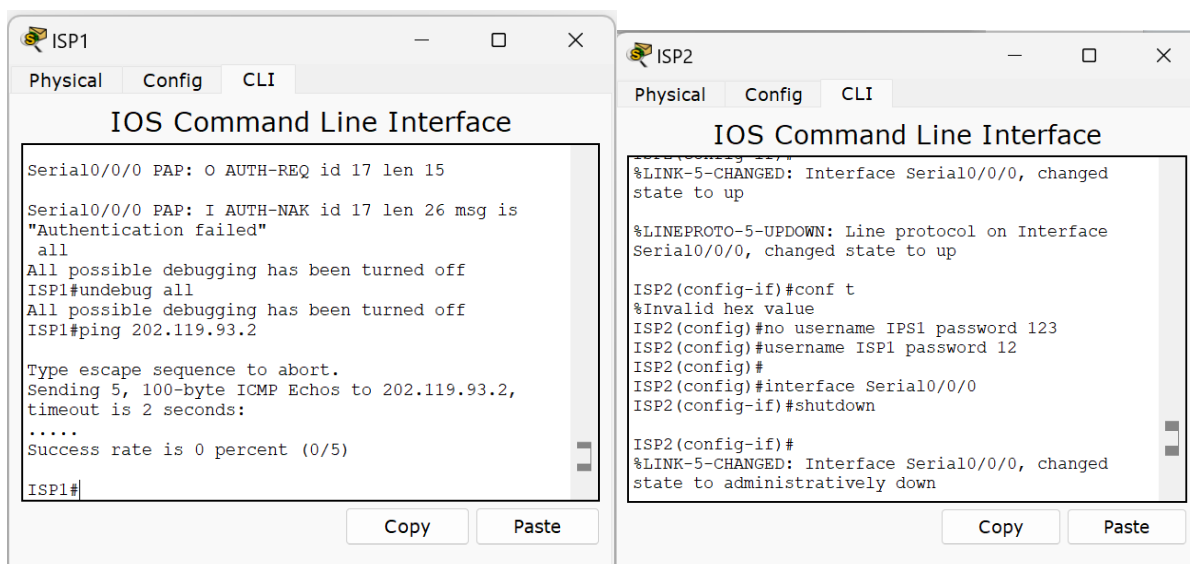 ISP1
Physical Config CLI
IOS Command Line Interface
Serial0/0/0 PAP: O AUTH-REQ id 17 len 15
Serial0/0/0 PAP: I AUTH-NAK id 17 len 26 msg is
"Authentication failed"
all
All possible debugging has been turned off
ISP1#undebug all
All possible debugging has been turned off
ISP1#ping 202.119.93.2
Type escape sequence to abort.
Sending 5, 100-byte ICMP Echos to 202.119.93.2,
timeout is 2 seconds:
.....
Success rate is 0 percent (0/5)
ISP1#
Copy Paste
ISP2
Physical Config CLI
IOS Command Line Interface
%LINK-5-CHANGED: Interface Serial0/0/0, changed
state to up
%LINEPROTO-5-UPDOWN: Line protocol on Interface
Serial0/0/0, changed state to up
ISP2(config-if)#conf t
%Invalid hex value
ISP2(config)#no username IPS1 password 123
ISP2(config)#username ISP1 password 12
ISP2(config)#
ISP2(config)#interface Serial0/0/0
ISP2(config-if)#shutdown
ISP2(config-if)#
%LINK-5-CHANGED: Interface Serial0/0/0, changed
state to administratively down
Copy Paste